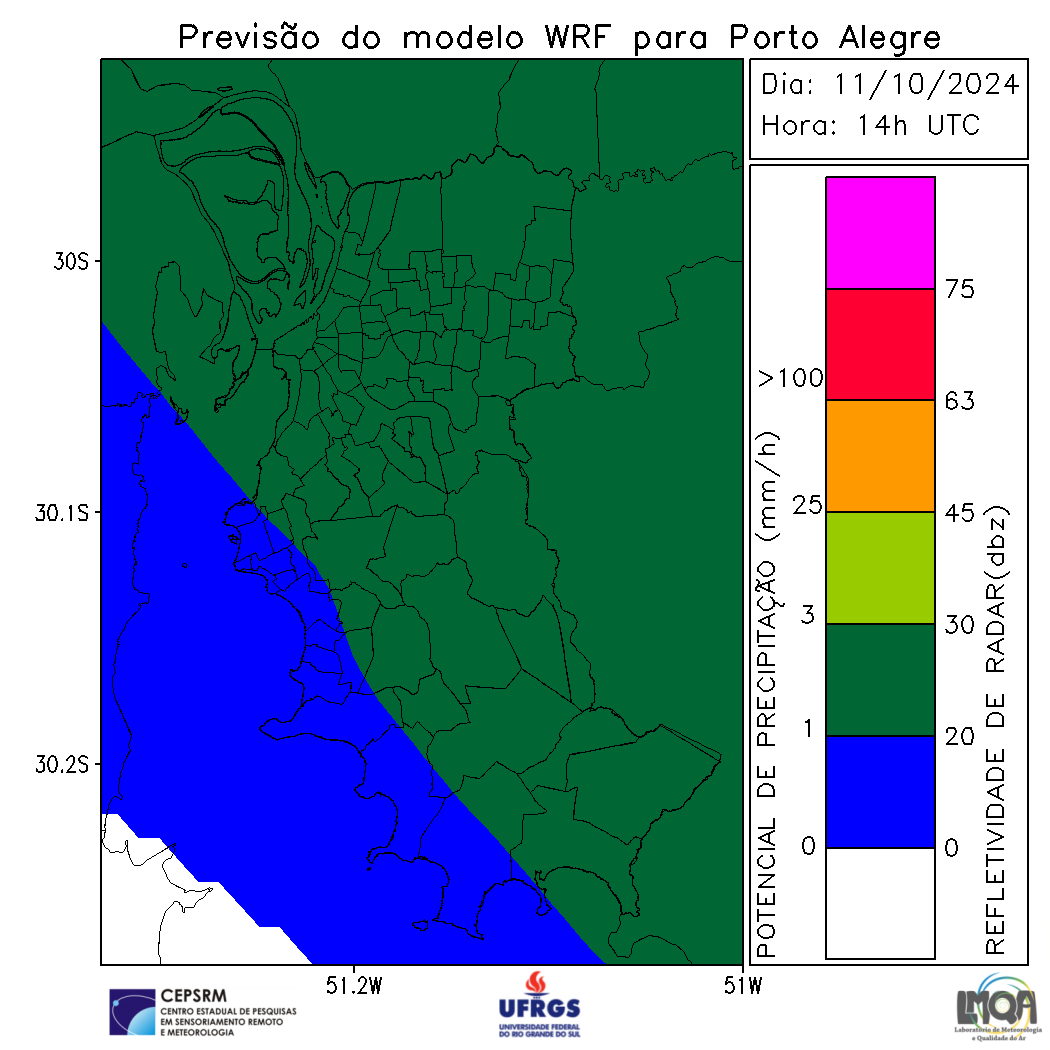 Previsão do modelo WRF para Porto Alegre
Dia: 11/10/2024
Hora: 14h UTC
30S
30.1S
30.2S
51.2W
51W
POTENCIAL DE PRECIPITAÇÃO (mm/h)
>100
25
3
1
0
75
63
45
30
20
0
REFLETIVIDADE DE RADAR(dbz)
CEPSRM
CENTRO ESTADUAL DE PESQUISAS
EM SENSORIAMENTO REMOTO
E METEOROLOGIA
UFRGS
UNIVERSIDADE FEDERAL
DO RIO GRANDE DO SUL
LMQA
Laboratório de Meteorologia
e Qualidade do Ar